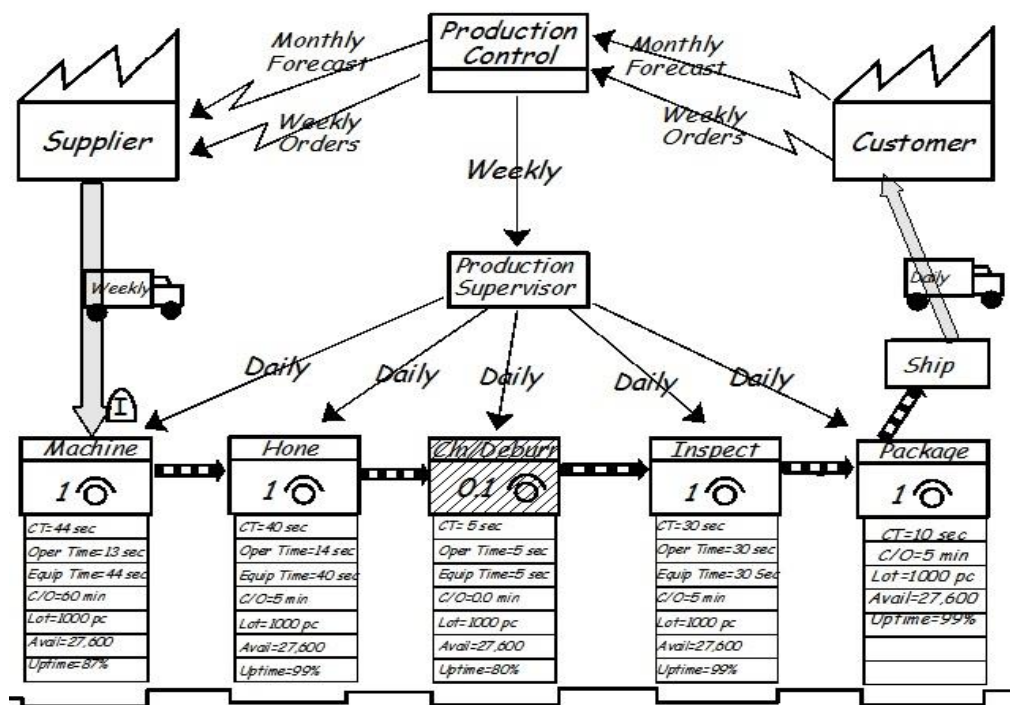 Production
Control
Monthly
Forecast
Weekly
Orders
Monthly
Forecast
Weekly
Orders
Supplier
Customer
Weekly
Production
Supervisor
Weekly
Daily
Daily
Daily
Daily
Daily
Daily
Ship
I
Machine
1
CT=44 sec
Oper Time=13 sec
Equip Time=44 sec
C/O=60 min
Lot=1000 pc
Avail=27,600
Uptime=87%
Hone
1
CT=40 sec
Oper Time=14 sec
Equip Time=40 sec
C/O=5 min
Lot=1000 pc
Avail=27,600
Uptime=99%
Cln//Deburr
0.1
CT= 5 sec
Oper Time=5 sec
Equip Time=5 sec
C/O=0.0 min
Lot=1000 pc
Avail=27,600
Uptime=80%
Inspect
1
CT=30 sec
Oper Time=30 sec
Equip Time=30 Sec
C/O=5 min
Lot=1000 pc
Avail=27,600
Uptime=99%
Package
1
CT=10 sec
C/O=5 min
Lot=1000 pc
Avail=27,600
Uptime=99%